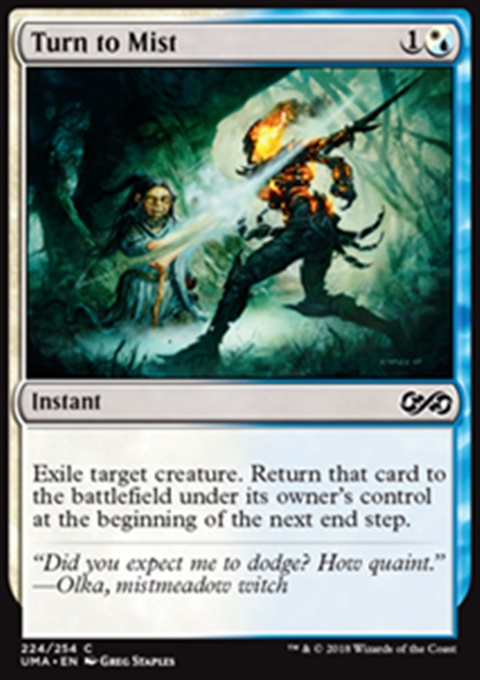 Turn to Mist 1
Instant
Exile target creature. Return that card to
the battlefield under its owner's control
at the beginning of the next end step.
"Did you expect me to dodge? How quaint."
—Olka, mistmeadow witch
224/254 C
UMA • EN Greg Staples
™ & © 2018 Wizards of the Coast